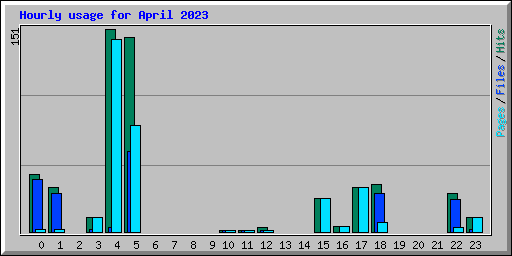 Hourly usage for April 2023
151
Pages / Files / Hits
0 1 2 3 4 5 6 7 8 9 10 11 12 13 14 15 16 17 18 19 20 21 22 23